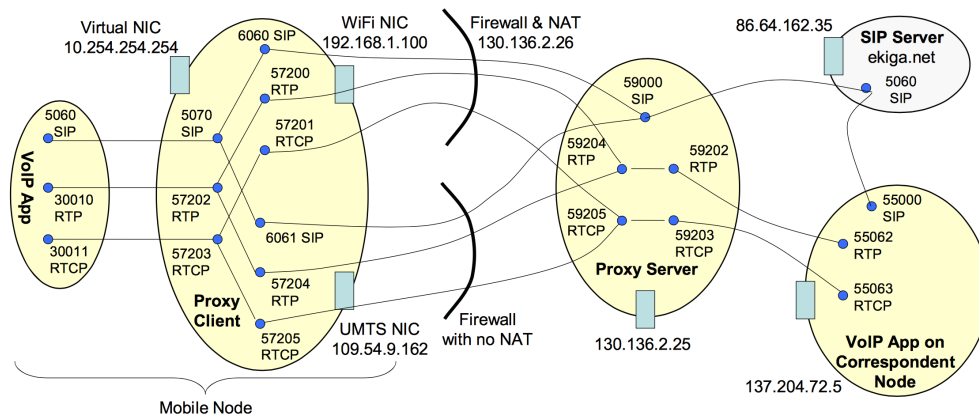 Virtual NIC
10.254.254.254
WiFi NIC
192.168.1.100
Firewall & NAT
130.136.2.26
86.64.162.35
SIP Server
ekiga.net
5060
SIP
6060 SIP
57200
RTP
57201
RTCP
5070
SIP
57202
RTP
57203
RTCP
6061 SIP
57204
RTP
57205
RTCP
Proxy
Client
5060
SIP
VoIP App
30010
RTP
30011
RTCP
UMTS NIC
109.54.9.162
Firewall
with no NAT
Mobile Node
59000
SIP
59204
RTP
59202
RTP
59205
RTCP
59203
RTCP
Proxy Server
130.136.2.25
55000
SIP
55062
RTP
55063
RTCP
VoIP App on
Correspondent
Node
137.204.72.5